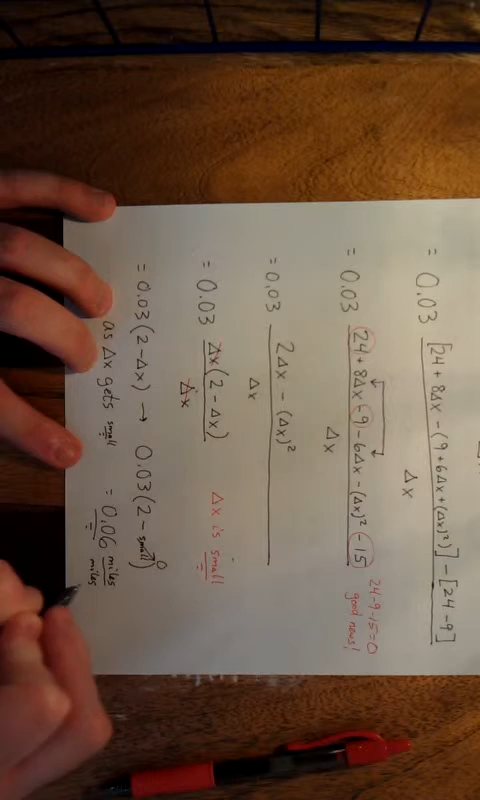 = 0.03 [24 + 8Δx - (9 + 6Δx + (Δx)²)] - [24 - 9]
Δx
= 0.03 24 + 8Δx - 9 - 6Δx - (Δx)² - 15
Δx
24-9-15=0
good news!
= 0.03 2Δx - (Δx)²
Δx
= 0.03 Δx(2 - Δx)
Δx
Δx is small
= 0.03(2-Δx) → 0.03(2 - small) 0
as Δx gets small = 0.06 miles
miles